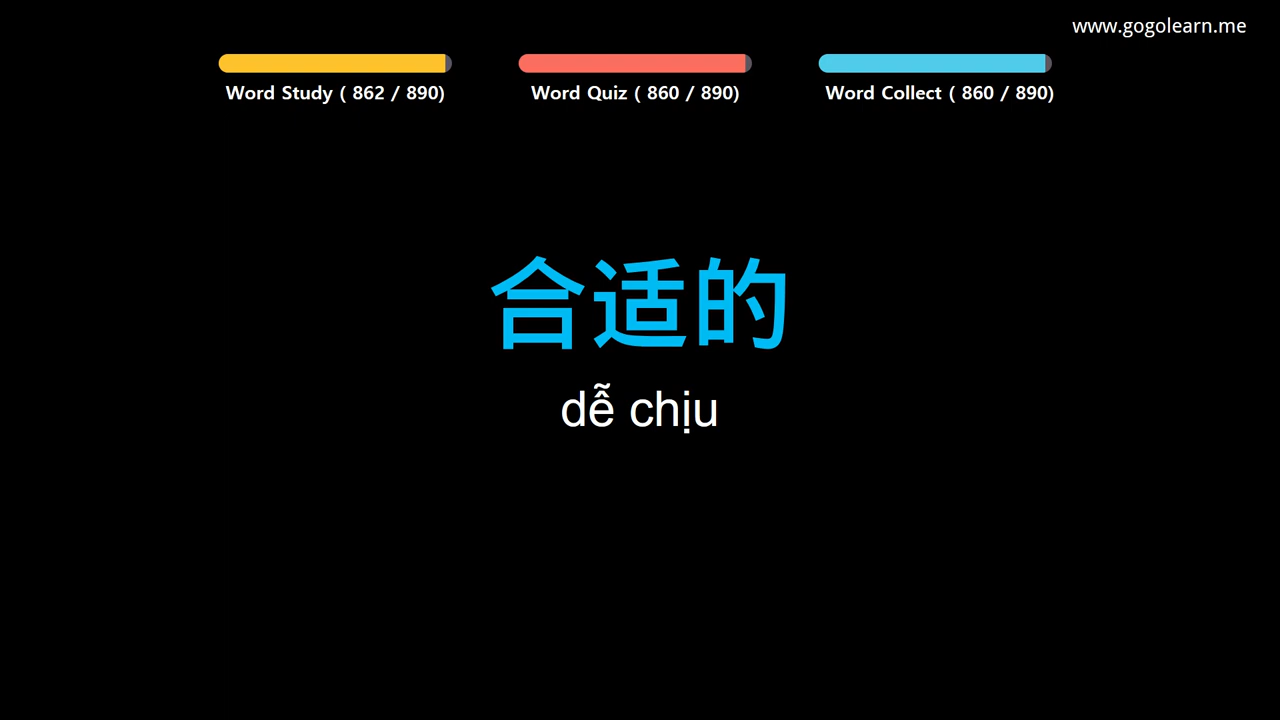 www.gogolearn.me
Word Study ( 862 / 890)
Word Quiz ( 860 / 890)
Word Collect ( 860 / 890)
合适的
dễ chịu